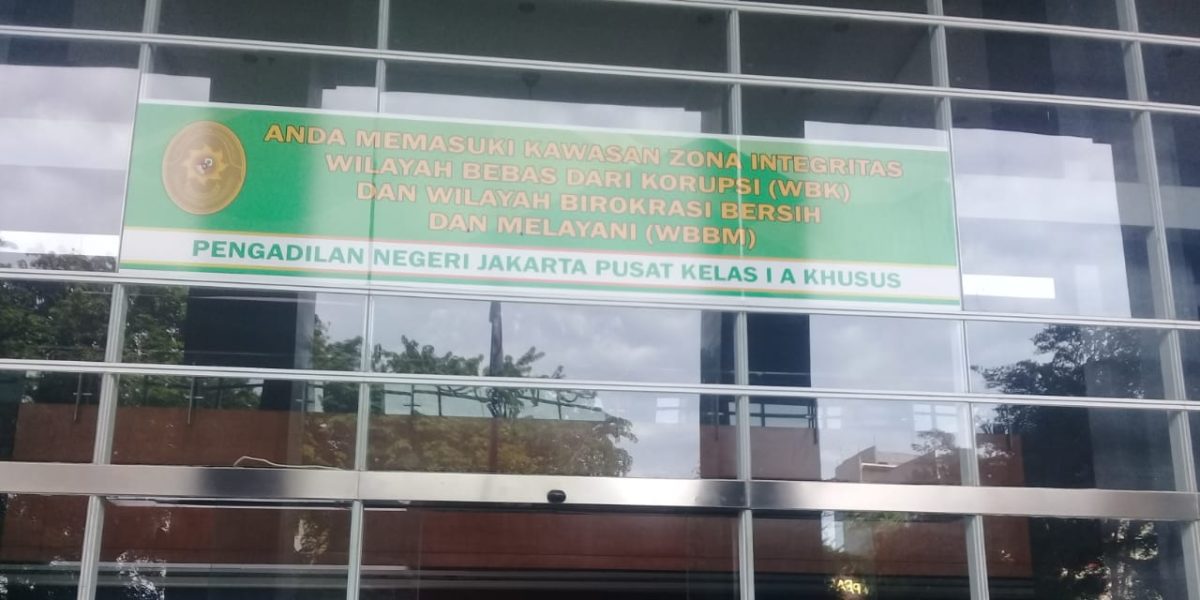 ANDA MEMASUKI KAWASAN ZONA INTEGRITAS
WILAYAH BEBAS DARI KORUPSI (WBK)
DAN WILAYAH BIROKRASI BERSIH
DAN MELAYANI (WBBM)
PENGADILAN NEGERI JAKARTA PUSAT KELAS I A KHUSUS